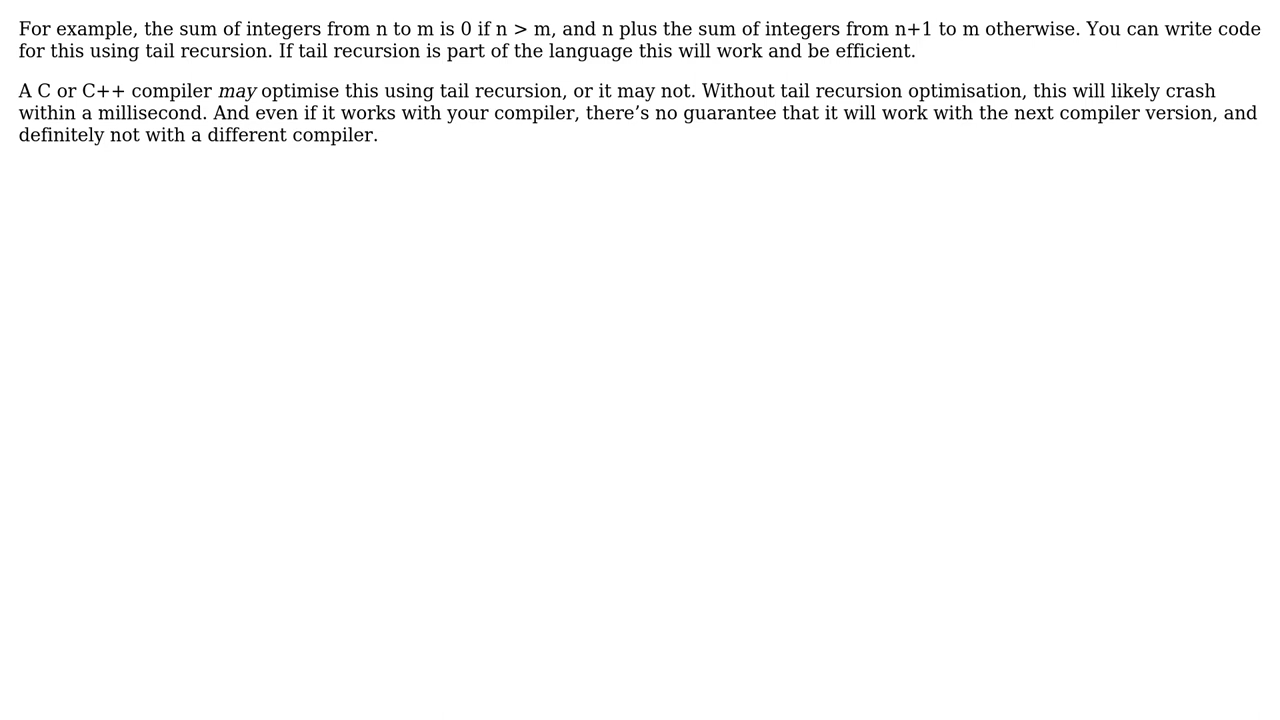 For example, the sum of integers from n to m is 0 if n > m, and n plus the sum of integers from n+1 to m otherwise. You can write code
for this using tail recursion. If tail recursion is part of the language this will work and be efficient.
A C or C++ compiler may optimise this using tail recursion, or it may not. Without tail recursion optimisation, this will likely crash
within a millisecond. And even if it works with your compiler, there’s no guarantee that it will work with the next compiler version, and
definitely not with a different compiler.